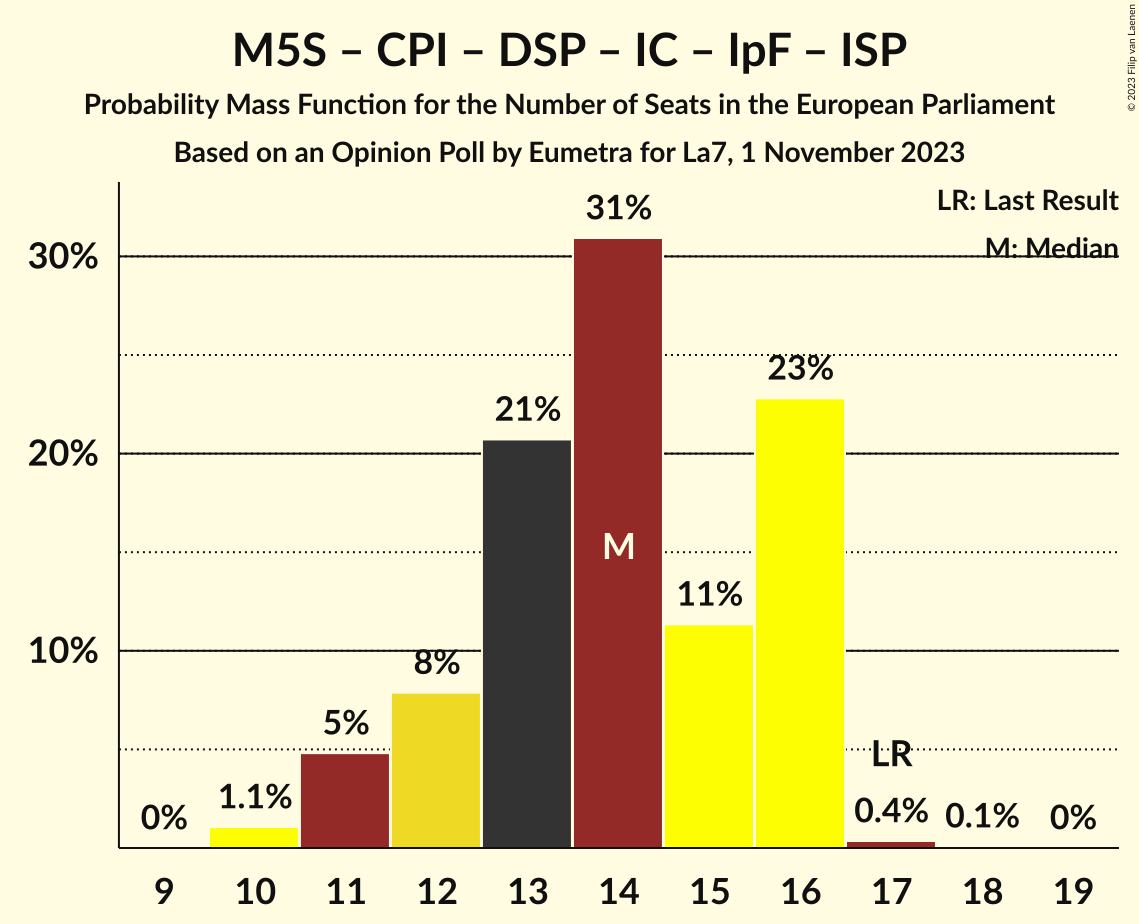 M5S – CPI – DSP – IC – IpF – ISP
Probability Mass Function for the Number of Seats in the European Parliament
Based on an Opinion Poll by Eumetra for La7, 1 November 2023
© 2023 Filip van Laenen
LR: Last Result
M: Median
30%
20%
10%
0%
1.1%
5%
8%
21%
31%
M
11%
23%
LR
0.4%
0.1%
0%
9 10 11 12 13 14 15 16 17 18 19